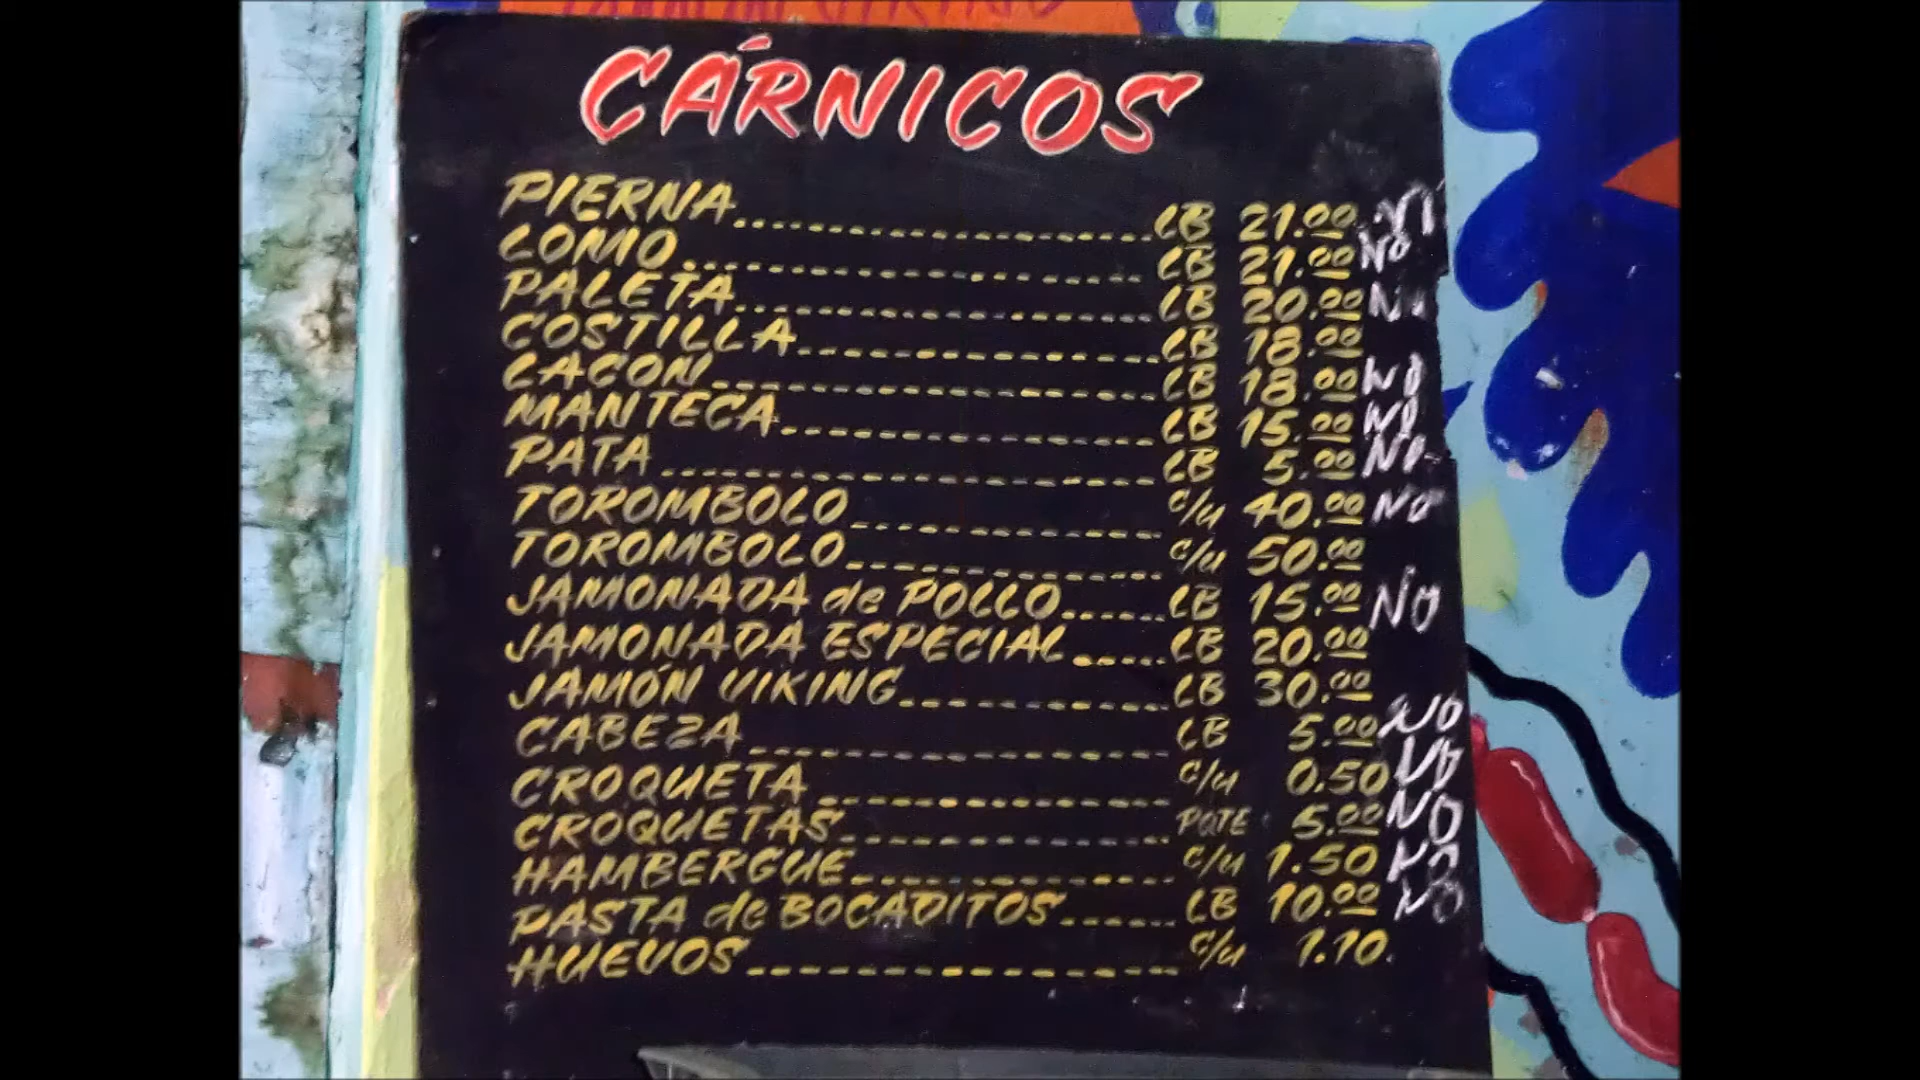 CÁRNICOS
PIERNA LB 21.00
LOMO LB 21.00 NO
PALETA LB 20.00 NO
COSTILLA LB 18.00
LACON LB 18.00 NO
MANTECA LB 15.00 NO
PATA LB 5.00 NO
TOROMBOLO c/u 40.00 NO
TOROMBOLO c/u 50.00
JAMONADA de POLLO LB 15.00 NO
JAMONADA ESPECIAL LB 20.00
JAMÓN VIKING LB 30.00
CABEZA LB 5.00 NO
CROQUETA c/u 0.50 NO
CROQUETAS PQTE 5.00 NO
HAMBERGUE c/u 1.50 NO
PASTA de BOCADITOS LB 10.00 NO
HUEVOS c/u 1.10